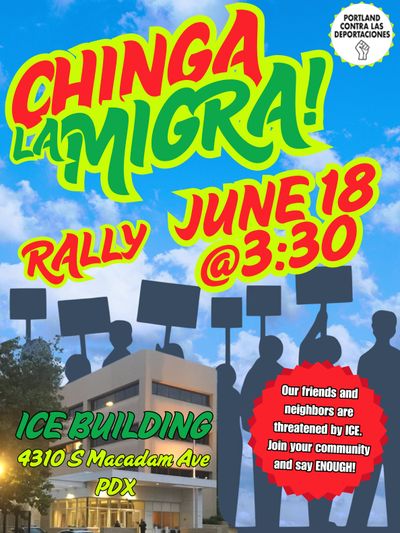 PORTLAND
CONTRA LAS
DEPORTACIONES
CHINGA
LA MIGRA!
RALLY
JUNE 18
@3:30
ICE BUILDING
4310 S Macadam Ave
PDX
Our friends and
neighbors are
threatened by ICE.
Join your community
and say ENOUGH!